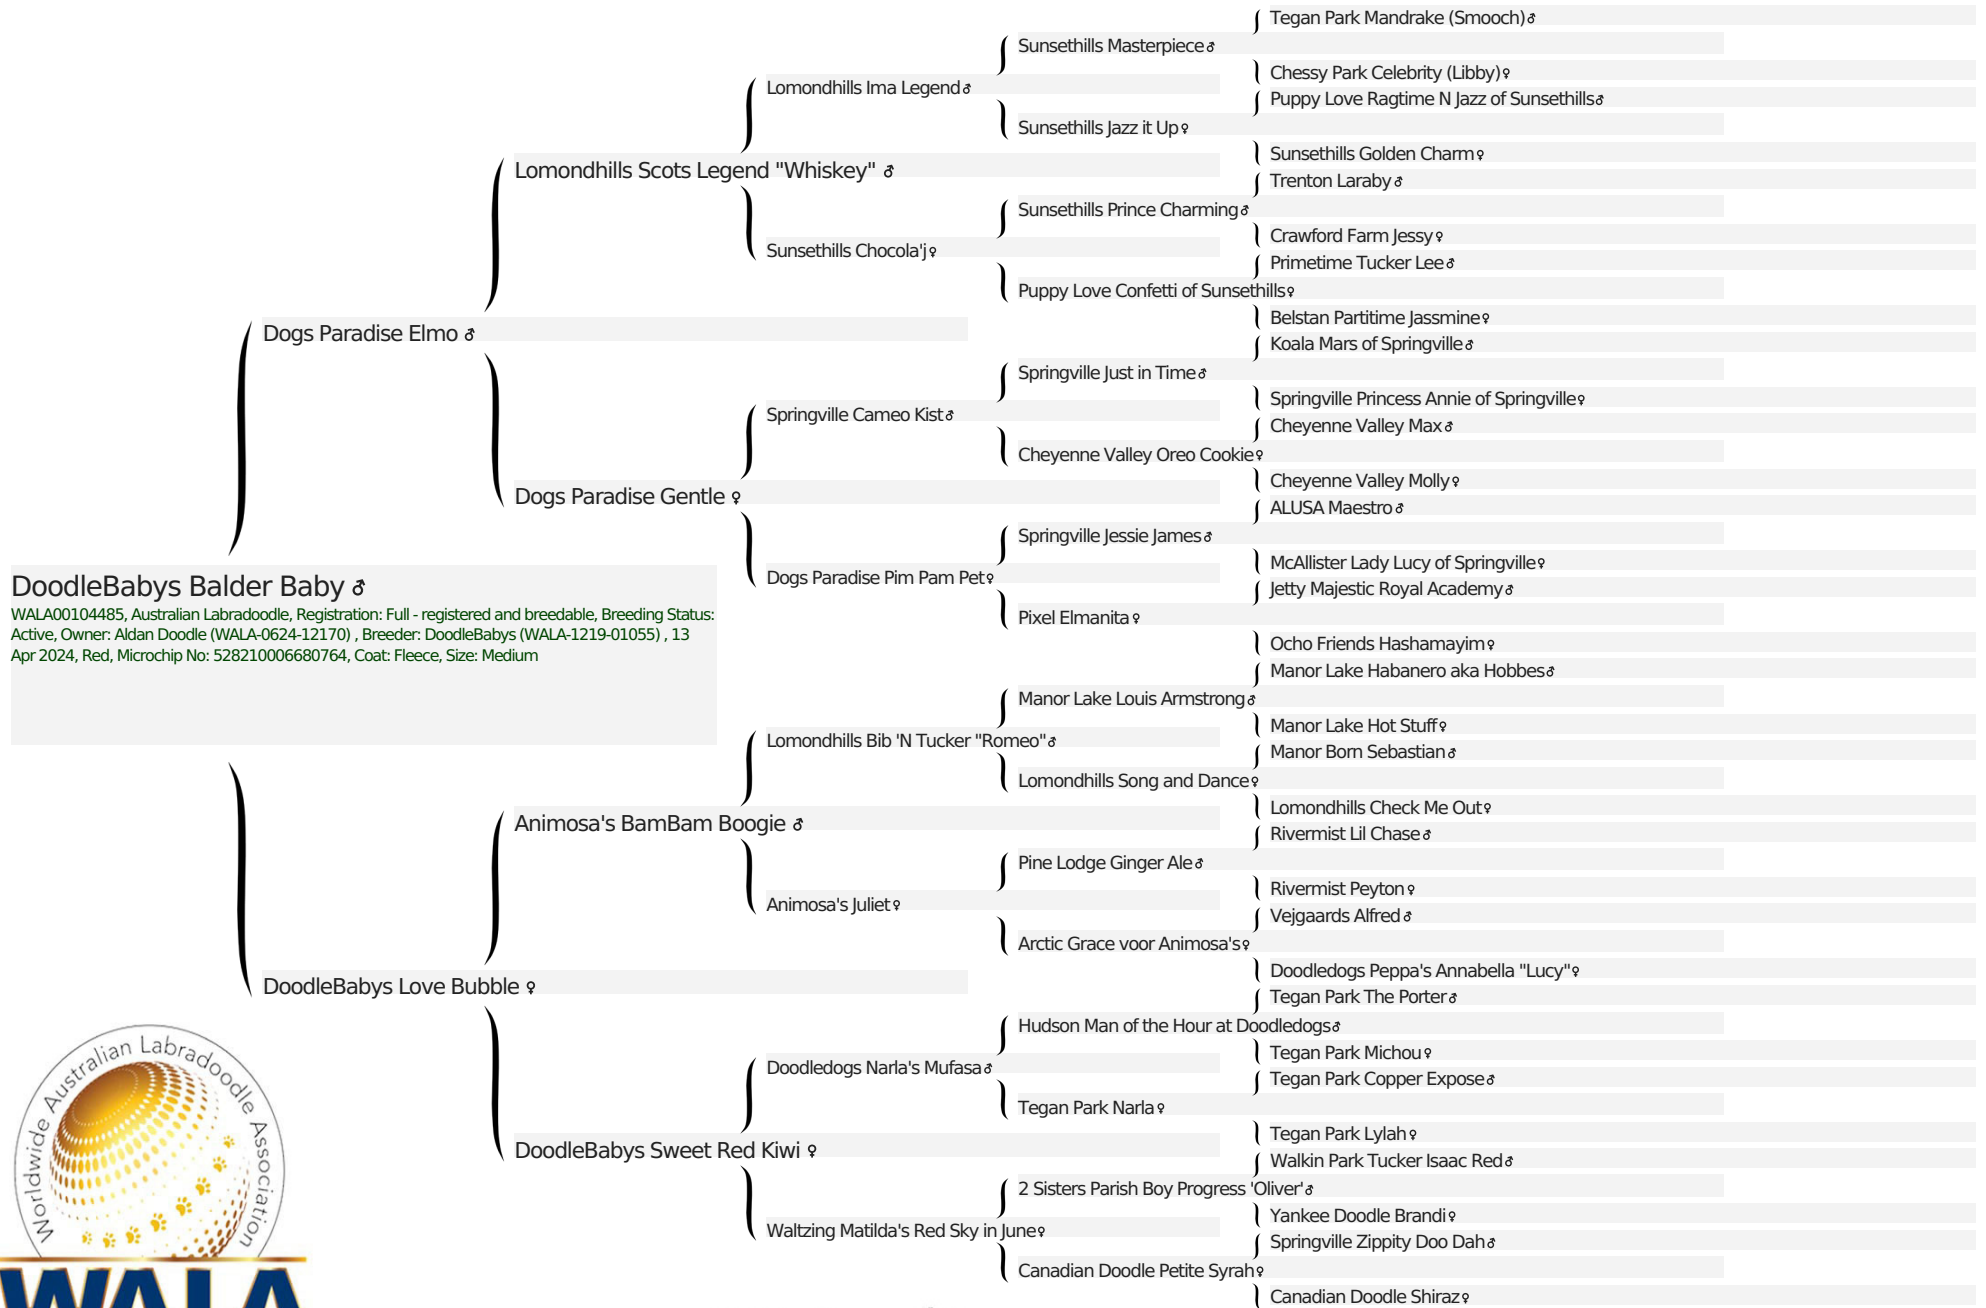 Tegan Park Mandrake (Smooch)♂
Sunsethills Masterpiece♂
Chessy Park Celebrity (Libby)♀
Lomondhills Ima Legend♂
Puppy Love Ragtime N Jazz of Sunsethills♂
Sunsethills Jazz it Up♀
Sunsethills Golden Charm♀
Lomondhills Scots Legend "Whiskey" ♂
Trenton Laraby♂
Sunsethills Prince Charming♂
Crawford Farm Jessy♀
Sunsethills Chocola'j♀
Primetime Tucker Lee♂
Puppy Love Confetti of Sunsethills♀
Belstan Partitime Jassmine♀
Dogs Paradise Elmo ♂
Koala Mars of Springville♂
Springville Just in Time♂
Springville Princess Annie of Springville♀
Springville Cameo Kist♂
Cheyenne Valley Max♂
Cheyenne Valley Oreo Cookie♀
Cheyenne Valley Molly♀
Dogs Paradise Gentle ♀
ALUSA Maestro♂
Springville Jessie James♂
McAllister Lady Lucy of Springville♀
Dogs Paradise Pim Pam Pet♀
Jetty Majestic Royal Academy♂
Pixel Elmanita♀
Ocho Friends Hashamayim♀
DoodleBabys Balder Baby ♂
WALA00104485, Australian Labradoodle, Registration: Full - registered and breedable, Breeding Status:
Active, Owner: Aldan Doodle (WALA-0624-12170) , Breeder: DoodleBabys (WALA-1219-01055) , 13
Apr 2024, Red, Microchip No: 528210006680764, Coat: Fleece, Size: Medium
Manor Lake Habanero aka Hobbes♂
Manor Lake Louis Armstrong♂
Manor Lake Hot Stuff♀
Lomondhills Bib 'N Tucker "Romeo"♂
Manor Born Sebastian♂
Lomondhills Song and Dance♀
Lomondhills Check Me Out♀
Animosa's BamBam Boogie ♂
Rivermist Lil Chase♂
Pine Lodge Ginger Ale♂
Rivermist Peyton♀
Animosa's Juliet♀
Vejgaards Alfred♂
Arctic Grace voor Animosa's♀
Doodledogs Peppa's Annabella "Lucy"♀
DoodleBabys Love Bubble ♀
Tegan Park The Porter♂
Hudson Man of the Hour at Doodledogs♂
Tegan Park Michou♀
Doodledogs Narla's Mufasa♂
Tegan Park Copper Expose♂
Tegan Park Narla♀
Tegan Park Lylah♀
DoodleBabys Sweet Red Kiwi ♀
Walkin Park Tucker Isaac Red♂
2 Sisters Parish Boy Progress 'Oliver'♂
Yankee Doodle Brandi♀
Waltzing Matilda's Red Sky in June♀
Springville Zippity Doo Dah♂
Canadian Doodle Petite Syrah♀
Canadian Doodle Shiraz♀
Worldwide Australian Labradoodle Association
WALA